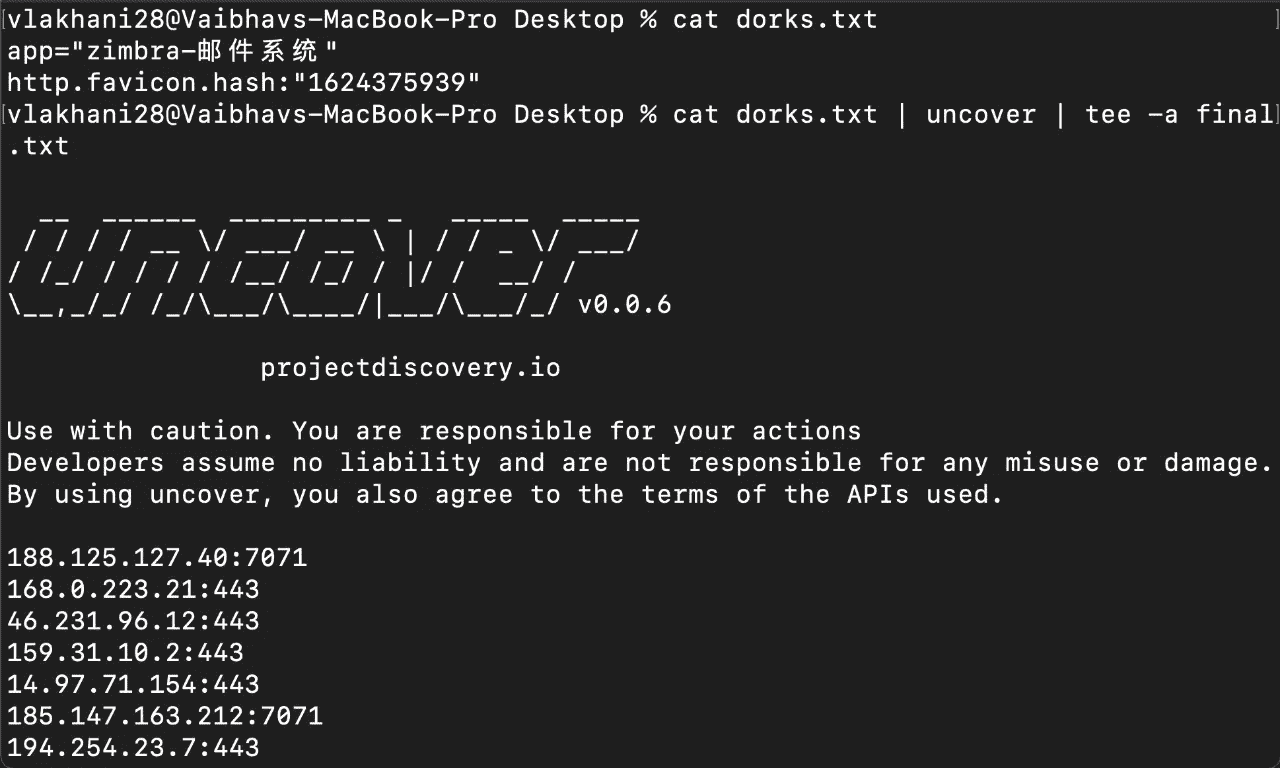 vlakhani28@Vaibhavs-MacBook-Pro Desktop % cat dorks.txt
app="zimbra-邮件系统"
http.favicon.hash:"1624375939"
vlakhani28@Vaibhavs-MacBook-Pro Desktop % cat dorks.txt | uncover | tee -a final
.txt
   __  ______  _________ _   _____  _____
 / / / / __ \/ ___/ __ \ | / / _ \/ ___/
/ /_/ / / / / /__/ /_/ / |/ /  __/ /
\__,_/_/ /_/\___/\____/|___/\___/_/ v0.0.6
projectdiscovery.io
Use with caution. You are responsible for your actions
Developers assume no liability and are not responsible for any misuse or damage.
By using uncover, you also agree to the terms of the APIs used.
188.125.127.40:7071
168.0.223.21:443
46.231.96.12:443
159.31.10.2:443
14.97.71.154:443
185.147.163.212:7071
194.254.23.7:443